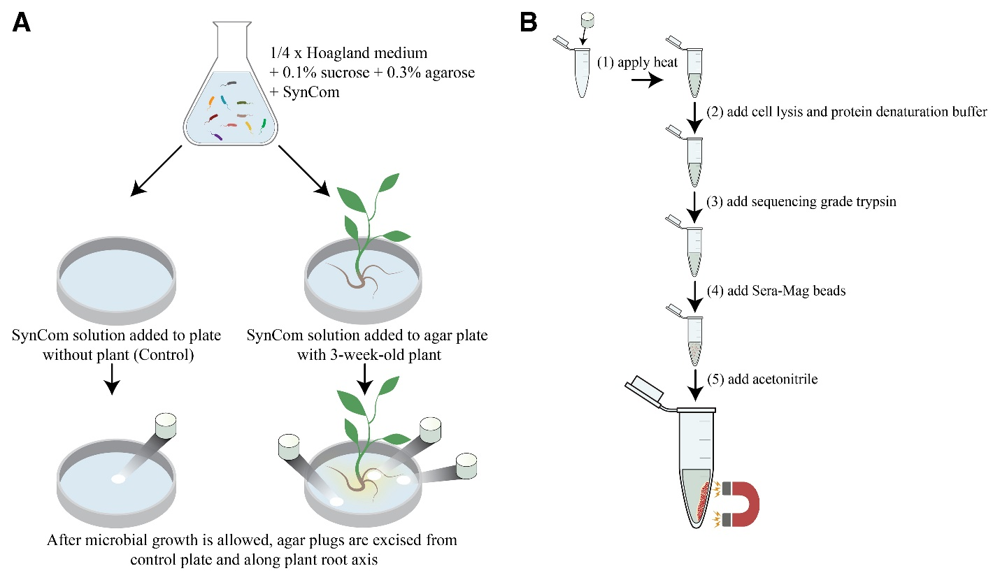 A
1/4 x Hoagland medium
+ 0.1% sucrose + 0.3% agarose
+ SynCom
SynCom solution added to plate
without plant (Control)
SynCom solution added to agar plate
with 3-week-old plant
After microbial growth is allowed, agar plugs are excised from
control plate and along plant root axis
B
(1) apply heat
(2) add cell lysis and protein denaturation buffer
(3) add sequencing grade trypsin
(4) add Sera-Mag beads
(5) add acetonitrile